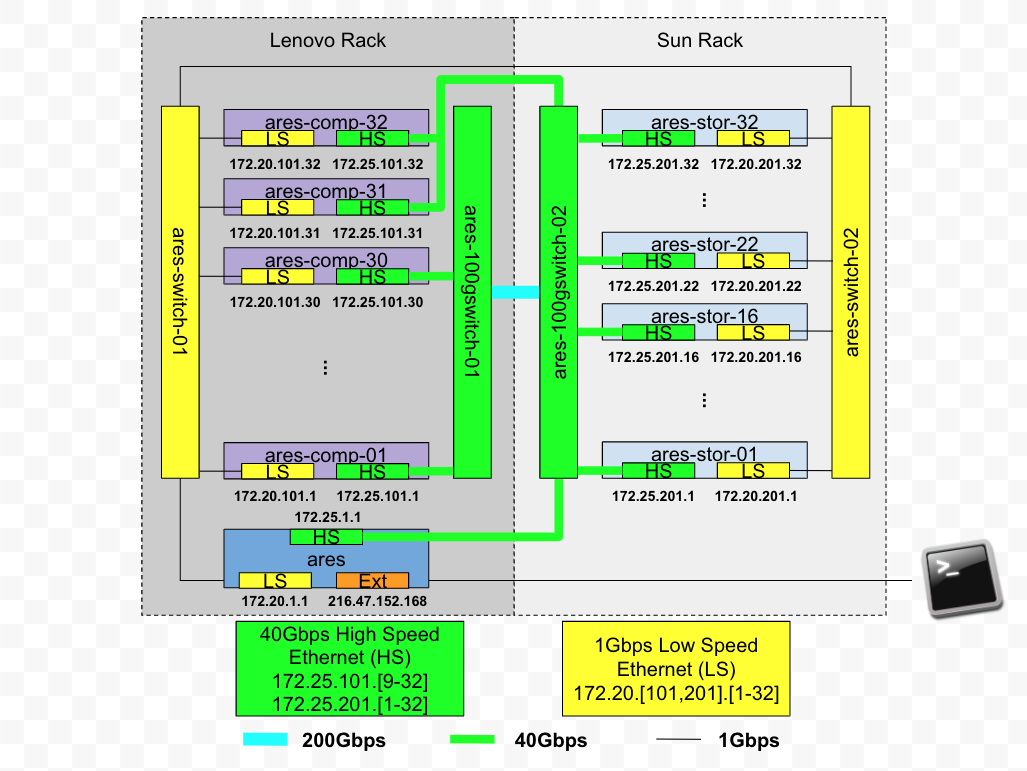 Lenovo Rack
Sun Rack
ares-switch-01
ares-comp-32
LS
HS
172.20.101.32
172.25.101.32
ares-comp-31
LS
HS
172.20.101.31
172.25.101.31
ares-comp-30
LS
HS
172.20.101.30
172.25.101.30
...
ares-comp-01
LS
HS
172.20.101.1
172.25.101.1
172.25.1.1
HS
ares
LS
Ext
172.20.1.1
216.47.152.168
ares-100gswitch-01
ares-100gswitch-02
ares-stor-32
HS
LS
172.25.201.32
172.20.201.32
...
ares-stor-22
HS
LS
172.25.201.22
172.20.201.22
ares-stor-16
HS
LS
172.25.201.16
172.20.201.16
...
ares-stor-01
HS
LS
172.25.201.1
172.20.201.1
ares-switch-02
>_
40Gbps High Speed
Ethernet (HS)
172.25.101.[9-32]
172.25.201.[1-32]
1Gbps Low Speed
Ethernet (LS)
172.20.[101,201].[1-32]
200Gbps
40Gbps
1Gbps